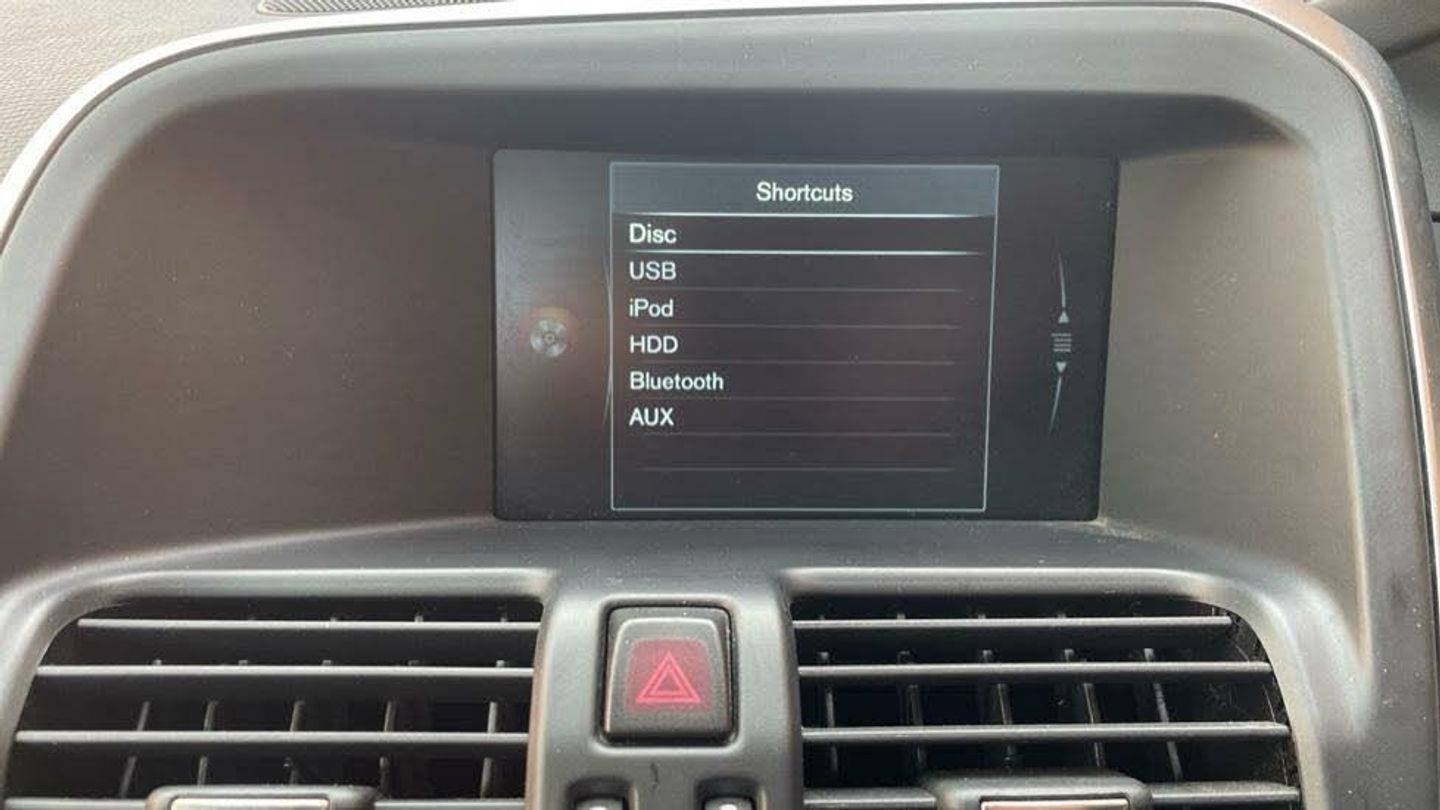 Shortcuts
Disc
USB
iPod
HDD
Bluetooth
AUX